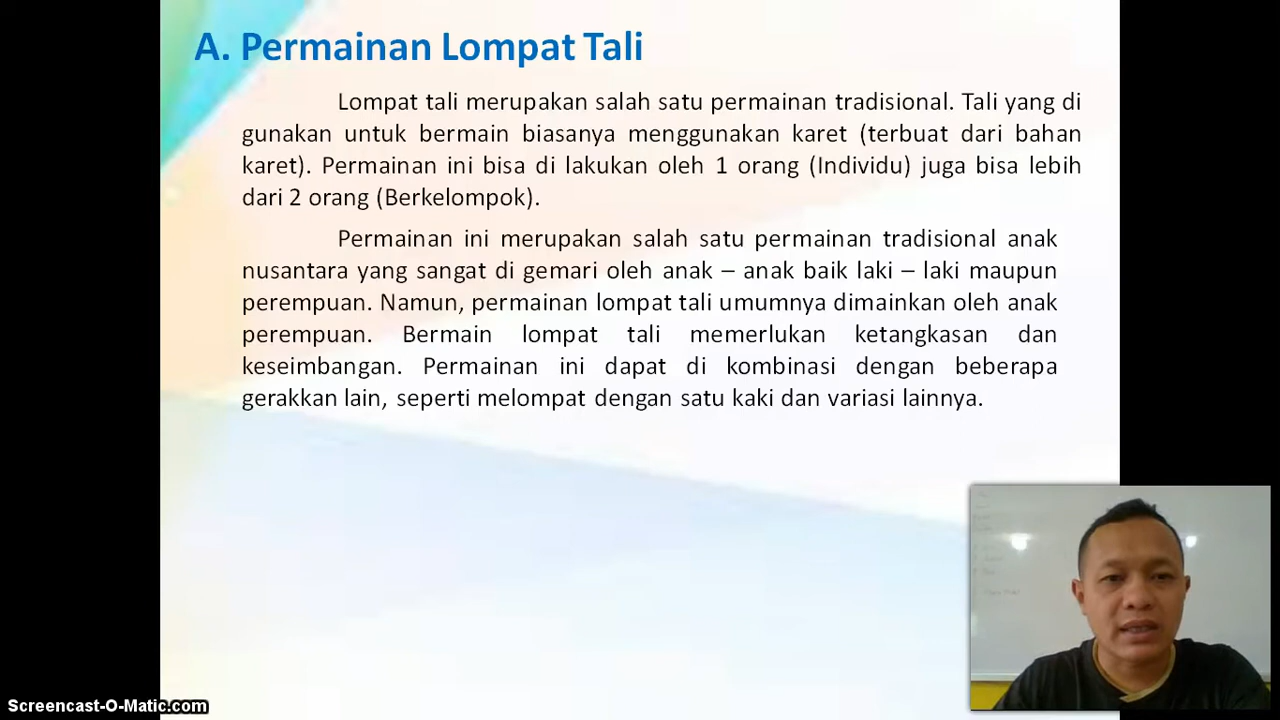 A. Permainan Lompat Tali
Lompat tali merupakan salah satu permainan tradisional. Tali yang di
gunakan untuk bermain biasanya menggunakan karet (terbuat dari bahan
karet). Permainan ini bisa di lakukan oleh 1 orang (Individu) juga bisa lebih
dari 2 orang (Berkelompok).
Permainan ini merupakan salah satu permainan tradisional anak
nusantara yang sangat di gemari oleh anak – anak baik laki – laki maupun
perempuan. Namun, permainan lompat tali umumnya dimainkan oleh anak
perempuan. Bermain lompat tali memerlukan ketangkasan dan
keseimbangan. Permainan ini dapat di kombinasi dengan beberapa
gerakkan lain, seperti melompat dengan satu kaki dan variasi lainnya.
Screencast-O-Matic.com